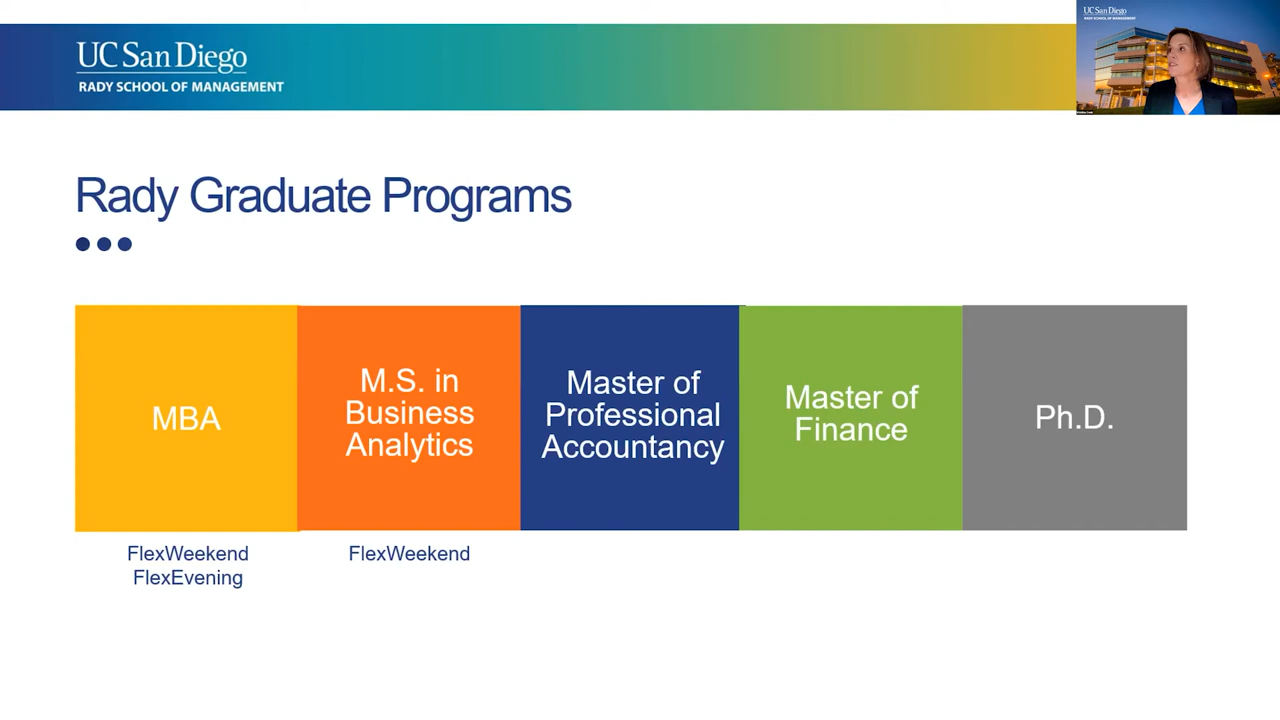 UC San Diego
RADY SCHOOL OF MANAGEMENT
UC San Diego
RADY SCHOOL OF MANAGEMENT
Rady Graduate Programs
MBA
M.S. in
Business
Analytics
Master of
Professional
Accountancy
Master of
Finance
Ph.D.
FlexWeekend
FlexEvening
FlexWeekend